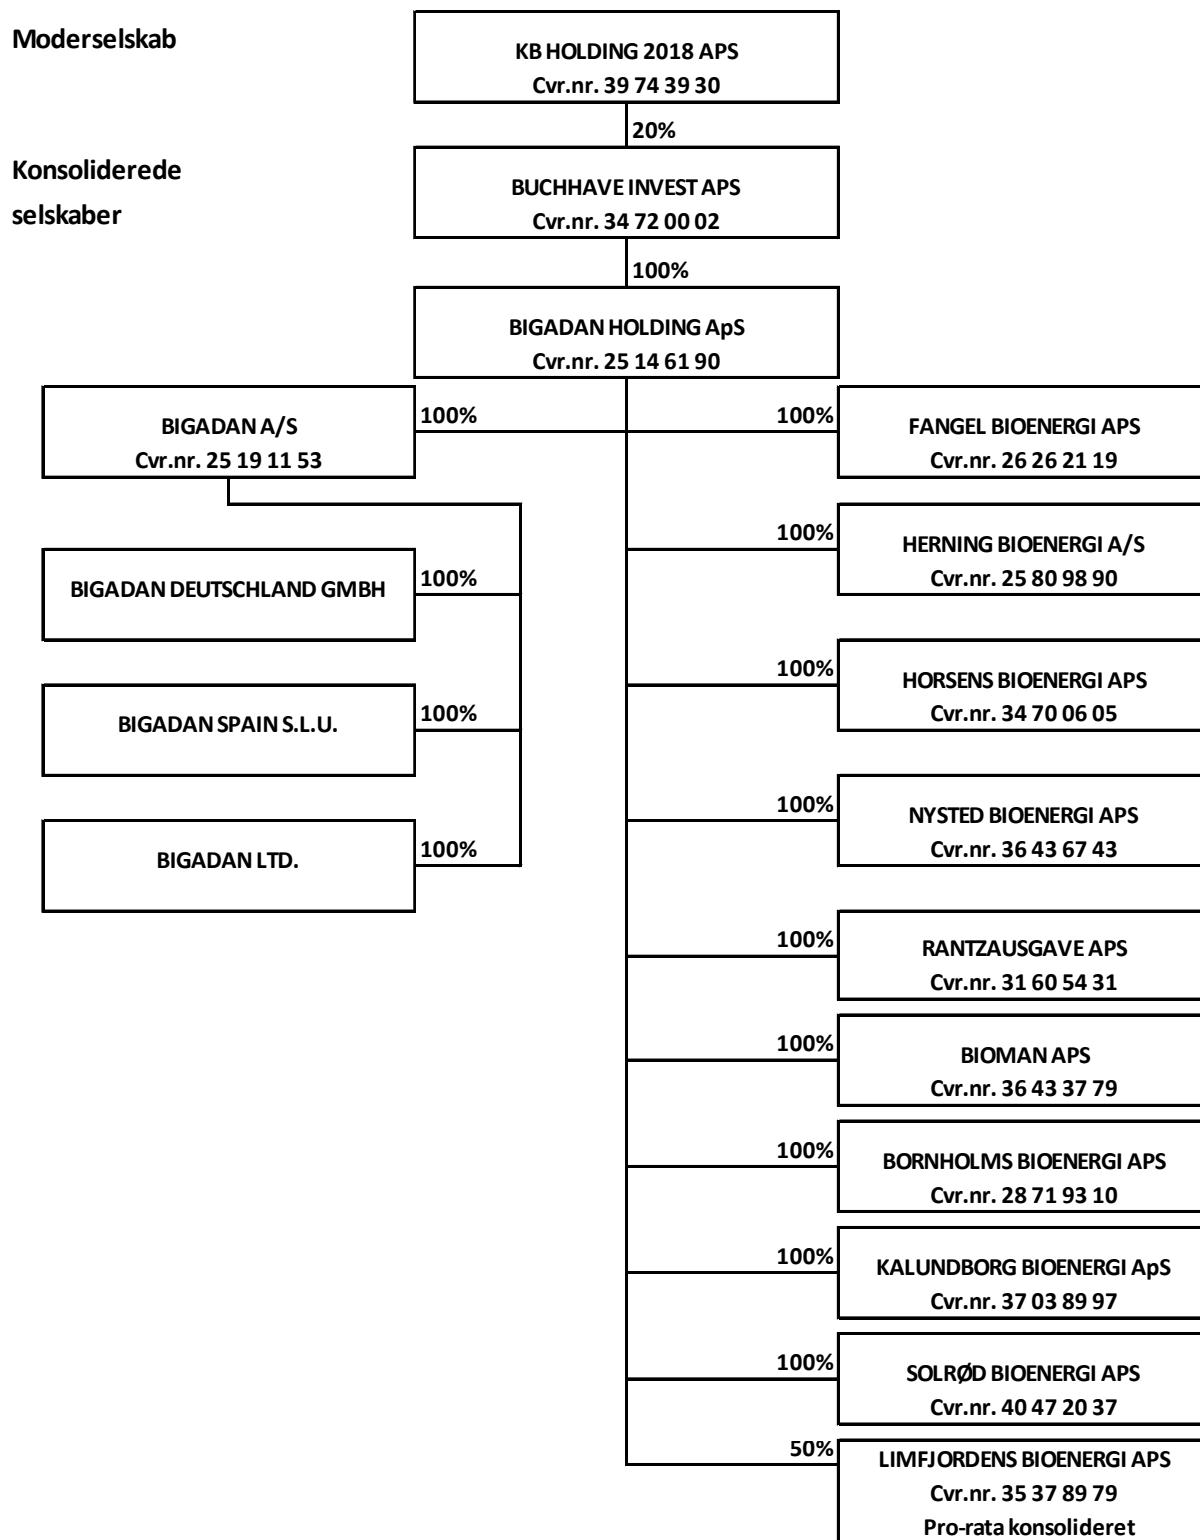 Moderselskab
KB HOLDING 2018 APS
Cvr.nr. 39 74 39 30
20%
Konsoliderede
selskaber
BUCHHAVE INVEST APS
Cvr.nr. 34 72 00 02
100%
BIGADAN HOLDING ApS
Cvr.nr. 25 14 61 90
BIGADAN A/S
Cvr.nr. 25 19 11 53
100%
100%
FANGEL BIOENERGI APS
Cvr.nr. 26 26 21 19
100%
HERNING BIOENERGI A/S
Cvr.nr. 25 80 98 90
BIGADAN DEUTSCHLAND GMBH
100%
100%
HORSENS BIOENERGI APS
Cvr.nr. 34 70 06 05
BIGADAN SPAIN S.L.U.
100%
100%
NYSTED BIOENERGI APS
Cvr.nr. 36 43 67 43
BIGADAN LTD.
100%
100%
RANTZAUSGAVE APS
Cvr.nr. 31 60 54 31
100%
BIOMAN APS
Cvr.nr. 36 43 37 79
100%
BORNHOLMS BIOENERGI APS
Cvr.nr. 28 71 93 10
100%
KALUNDBORG BIOENERGI ApS
Cvr.nr. 37 03 89 97
100%
SOLRØD BIOENERGI APS
Cvr.nr. 40 47 20 37
50%
LIMFJORDENS BIOENERGI APS
Cvr.nr. 35 37 89 79
Pro-rata konsolideret